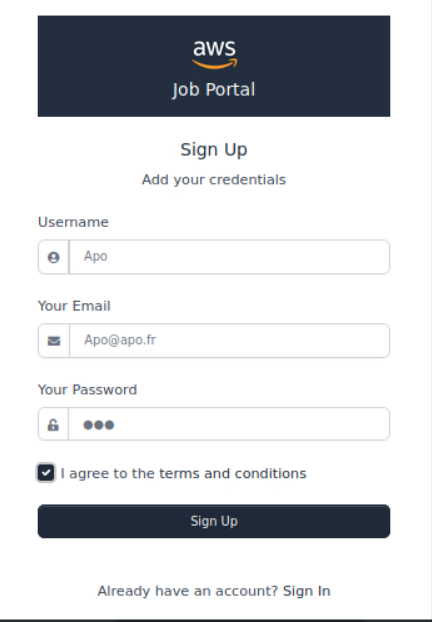 aws
Job Portal
Sign Up
Add your credentials
Username
Apo
Your Email
Apo@apo.fr
Your Password
●●●
I agree to the terms and conditions
Sign Up
Already have an account? Sign In